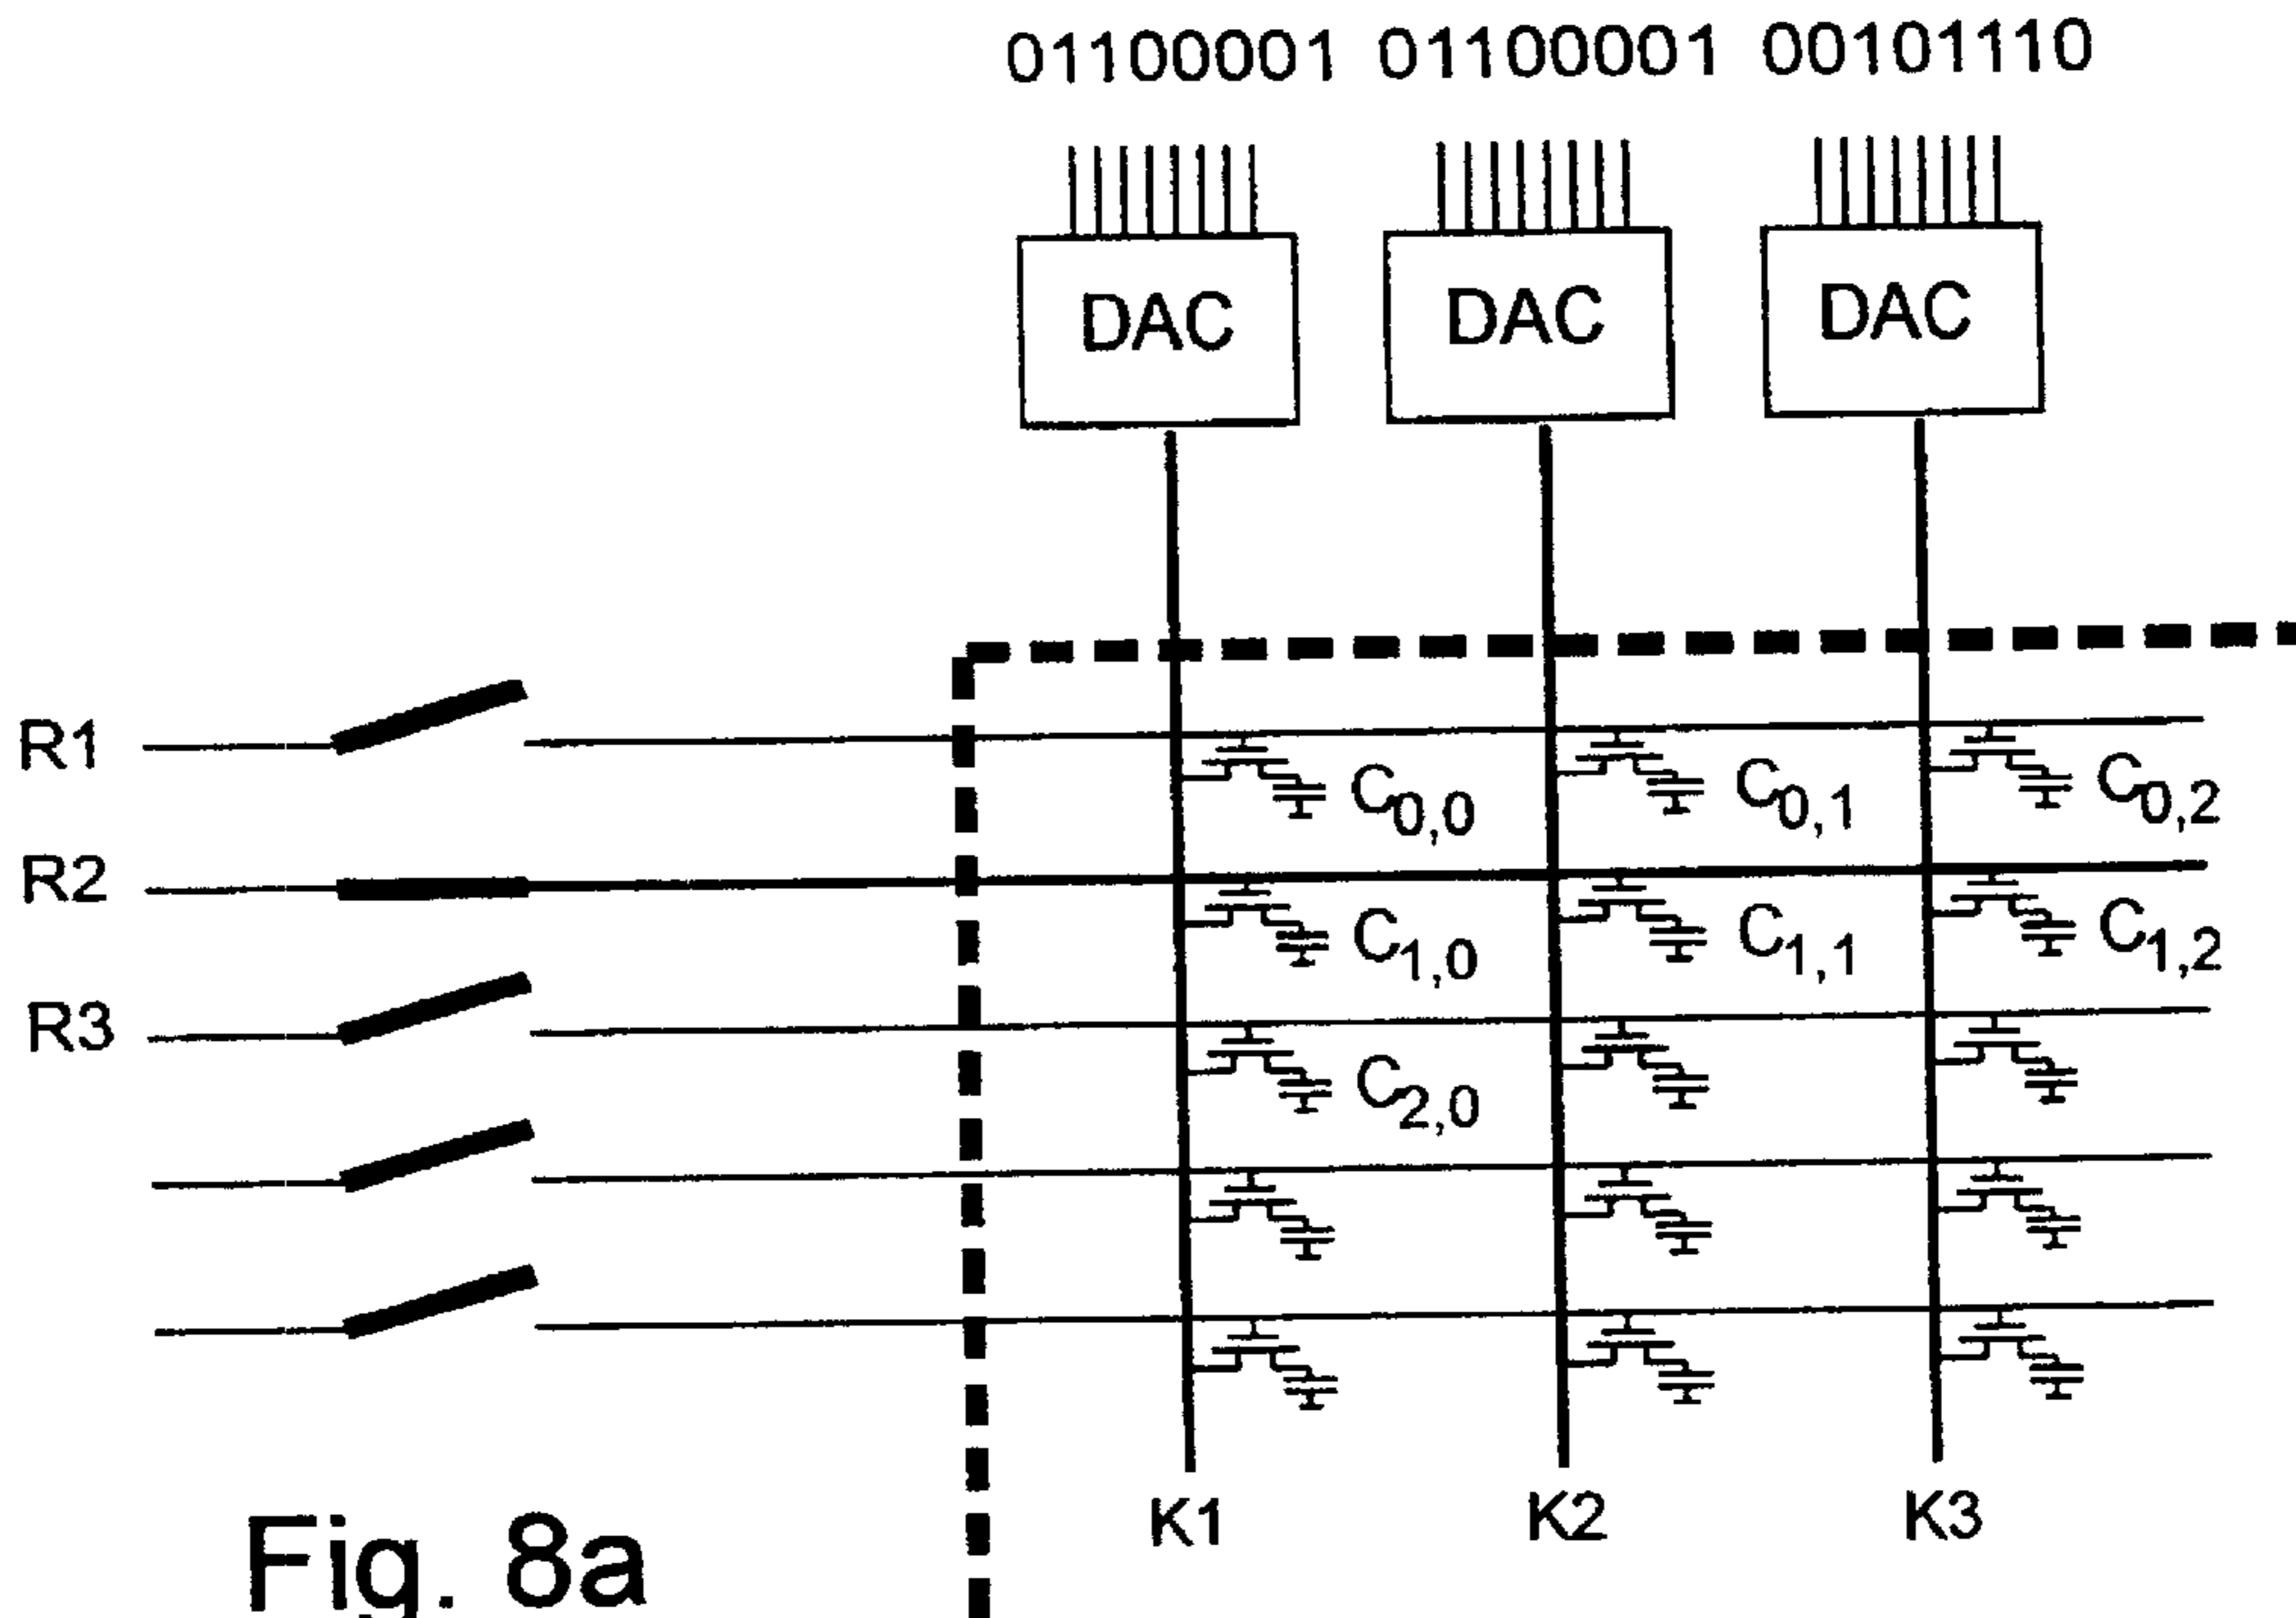 01100001 01100001 00101110
DAC DAC DAC
R1 C0,0 C0,1 C0,2
R2 C1,0 C1,1 C1,2
R3 C2,0
K1 K2 K3
Fig. 8a